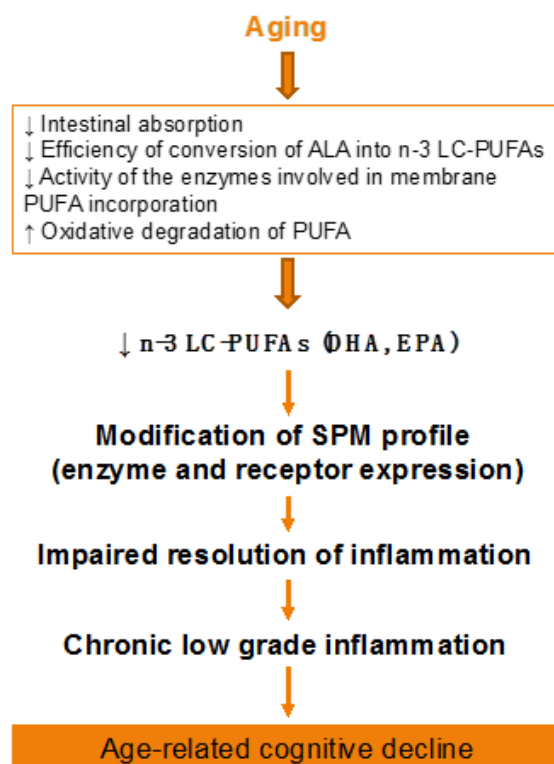 Aging
↓ Intestinal absorption
↓ Efficiency of conversion of ALA into n-3 LC-PUFAs
↓ Activity of the enzymes involved in membrane
PUFA incorporation
↑ Oxidative degradation of PUFA
↓ n-3 LC-PUFAs (DHA, EPA)
Modification of SPM profile
(enzyme and receptor expression)
Impaired resolution of inflammation
Chronic low grade inflammation
Age-related cognitive decline